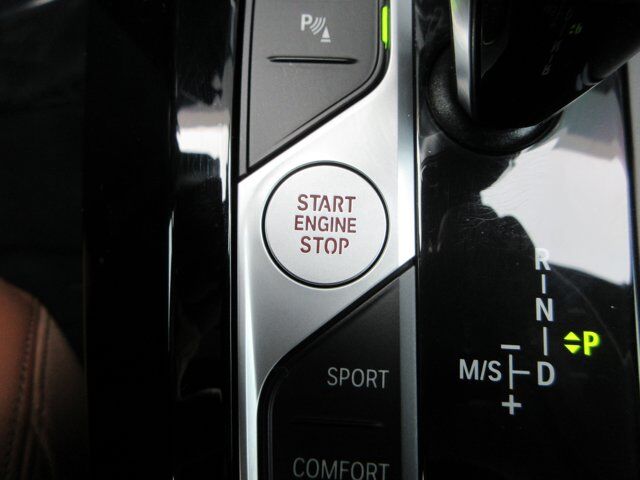 P
START
ENGINE
STOP
R
N
P
M/S
D
–
+
SPORT
COMFORT